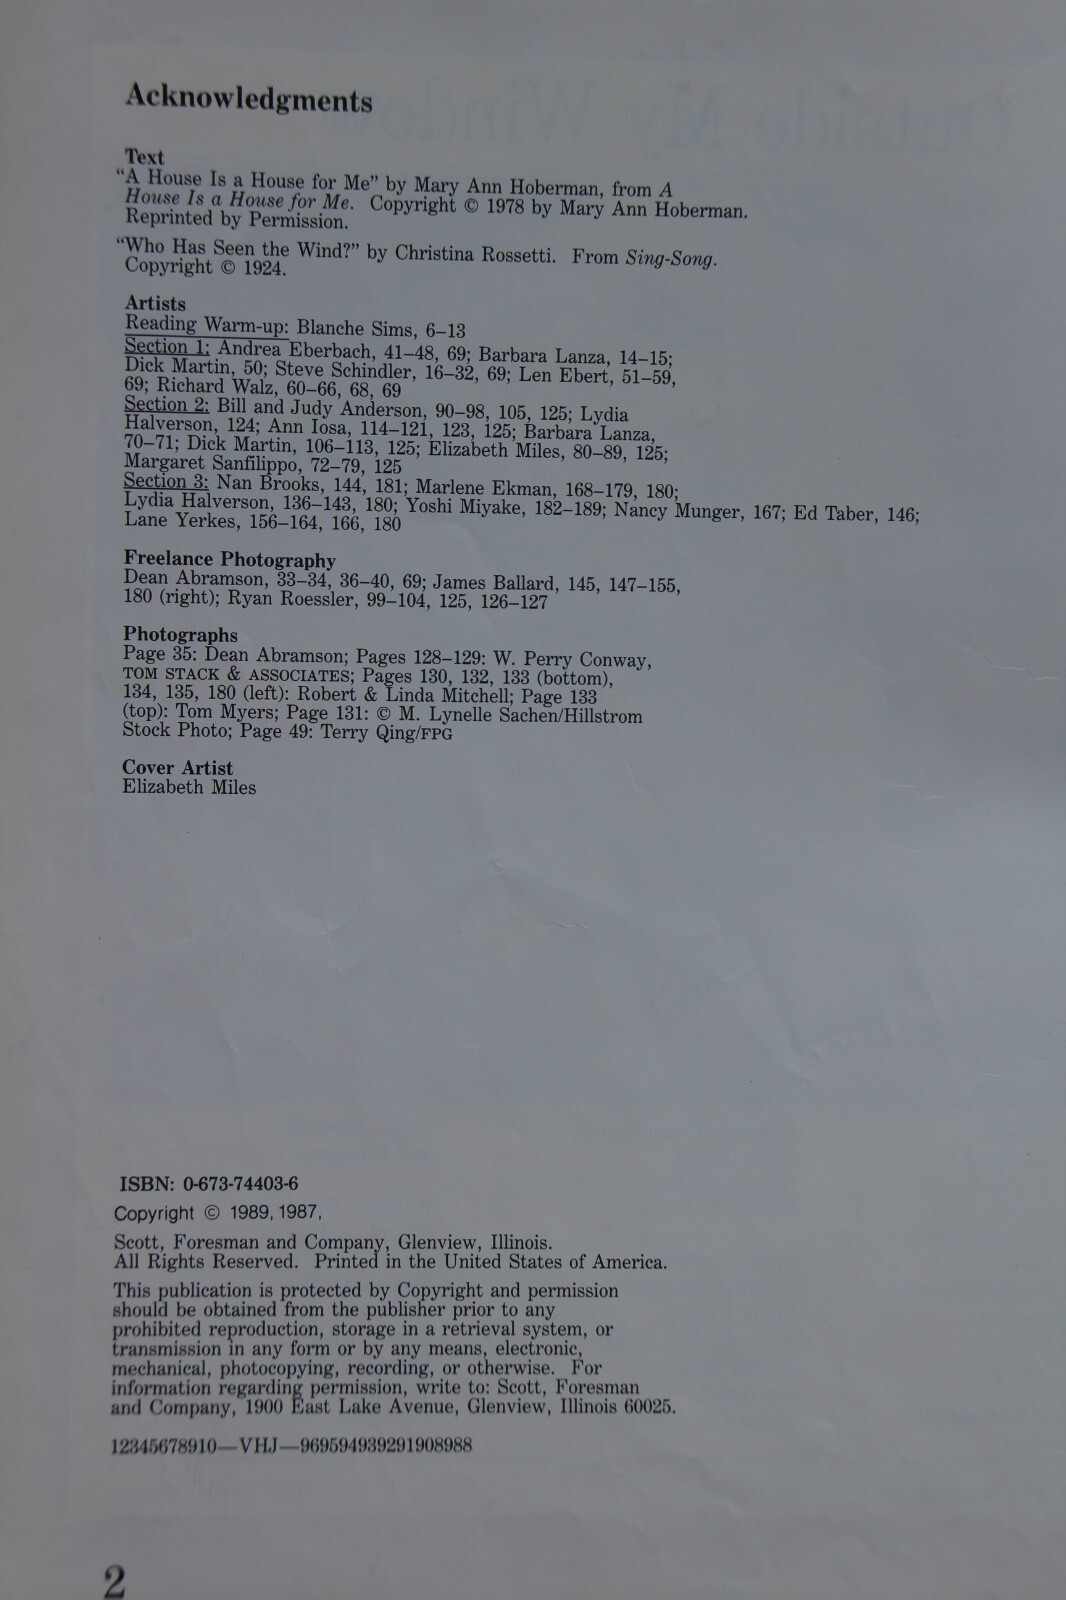 Outside My Window
Acknowledgments
Text
“A House Is a House for Me” by Mary Ann Hoberman, from A
House Is a House for Me. Copyright © 1978 by Mary Ann Hoberman.
Reprinted by Permission.
“Who Has Seen the Wind?” by Christina Rossetti. From Sing-Song.
Copyright © 1924.
Artists
Reading Warm-up: Blanche Sims, 6–13
Section 1: Andrea Eberbach, 41–48, 69; Barbara Lanza, 14–15;
Dick Martin, 50; Steve Schindler, 16–32, 69; Len Ebert, 51–59,
69; Richard Walz, 60–66, 68, 69
Section 2: Bill and Judy Anderson, 90–98, 105, 125; Lydia
Halverson, 124; Ann Iosa, 114–121, 123, 125; Barbara Lanza,
70–71; Dick Martin, 106–113, 125; Elizabeth Miles, 80–89, 125;
Margaret Sanfilippo, 72–79, 125
Section 3: Nan Brooks, 144, 181; Marlene Ekman, 168–179, 180;
Lydia Halverson, 136–143, 180; Yoshi Miyake, 182–189; Nancy Munger, 167; Ed Taber, 146;
Lane Yerkes, 156–164, 166, 180
Freelance Photography
Dean Abramson, 33–34, 36–40, 69; James Ballard, 145, 147–155,
180 (right); Ryan Roessler, 99–104, 125, 126–127
Photographs
Page 35: Dean Abramson; Pages 128–129: W. Perry Conway,
TOM STACK & ASSOCIATES; Pages 130, 132, 133 (bottom),
134, 135, 180 (left): Robert & Linda Mitchell; Page 133
(top): Tom Myers; Page 131: © M. Lynelle Sachen/Hillstrom
Stock Photo; Page 49: Terry Qing/FPG
Cover Artist
Elizabeth Miles
ISBN: 0-673-74403-6
Copyright © 1989, 1987,
Scott, Foresman and Company, Glenview, Illinois.
All Rights Reserved. Printed in the United States of America.
This publication is protected by Copyright and permission
should be obtained from the publisher prior to any
prohibited reproduction, storage in a retrieval system, or
transmission in any form or by any means, electronic,
mechanical, photocopying, recording, or otherwise. For
information regarding permission, write to: Scott, Foresman
and Company, 1900 East Lake Avenue, Glenview, Illinois 60025.
12345678910—VHJ—969594939291908988
2